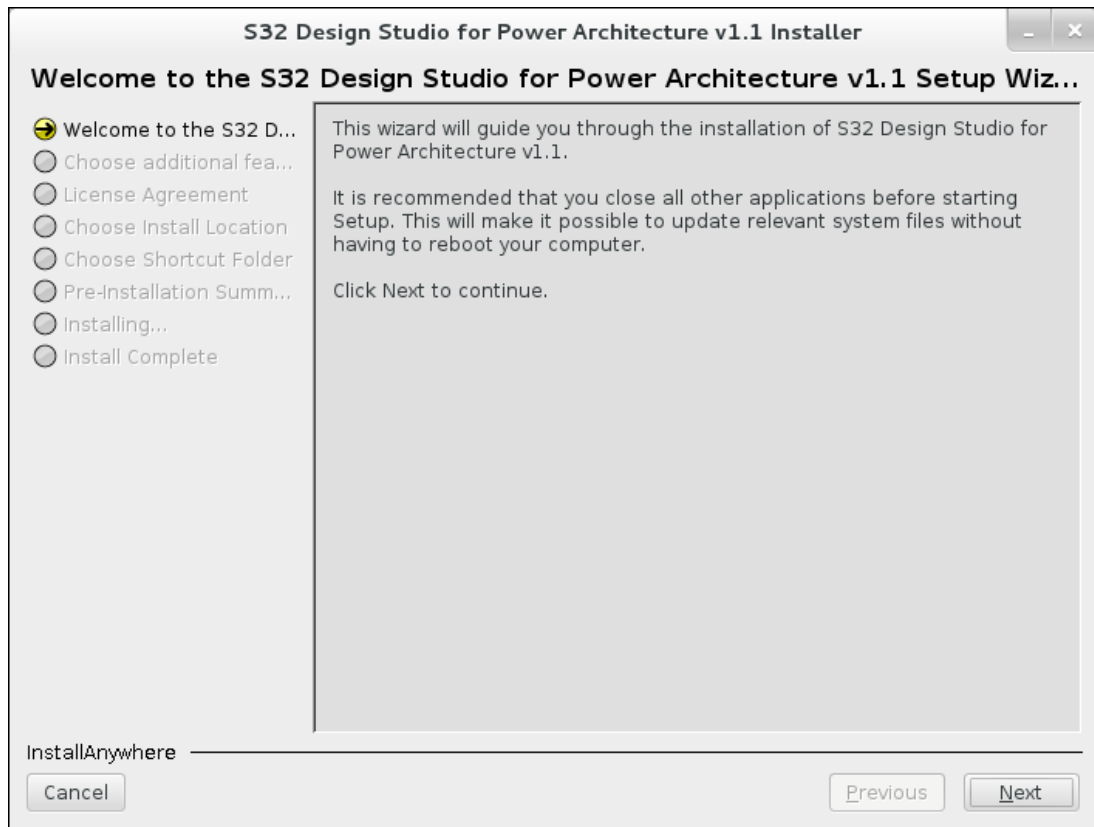 S32 Design Studio for Power Architecture v1.1 Installer
Welcome to the S32 Design Studio for Power Architecture v1.1 Setup Wiz...
Welcome to the S32 D...
Choose additional fea...
License Agreement
Choose Install Location
Choose Shortcut Folder
Pre-Installation Summ...
Installing...
Install Complete
This wizard will guide you through the installation of S32 Design Studio for
Power Architecture v1.1.
It is recommended that you close all other applications before starting
Setup. This will make it possible to update relevant system files without
having to reboot your computer.
Click Next to continue.
InstallAnywhere
Cancel
Previous
Next